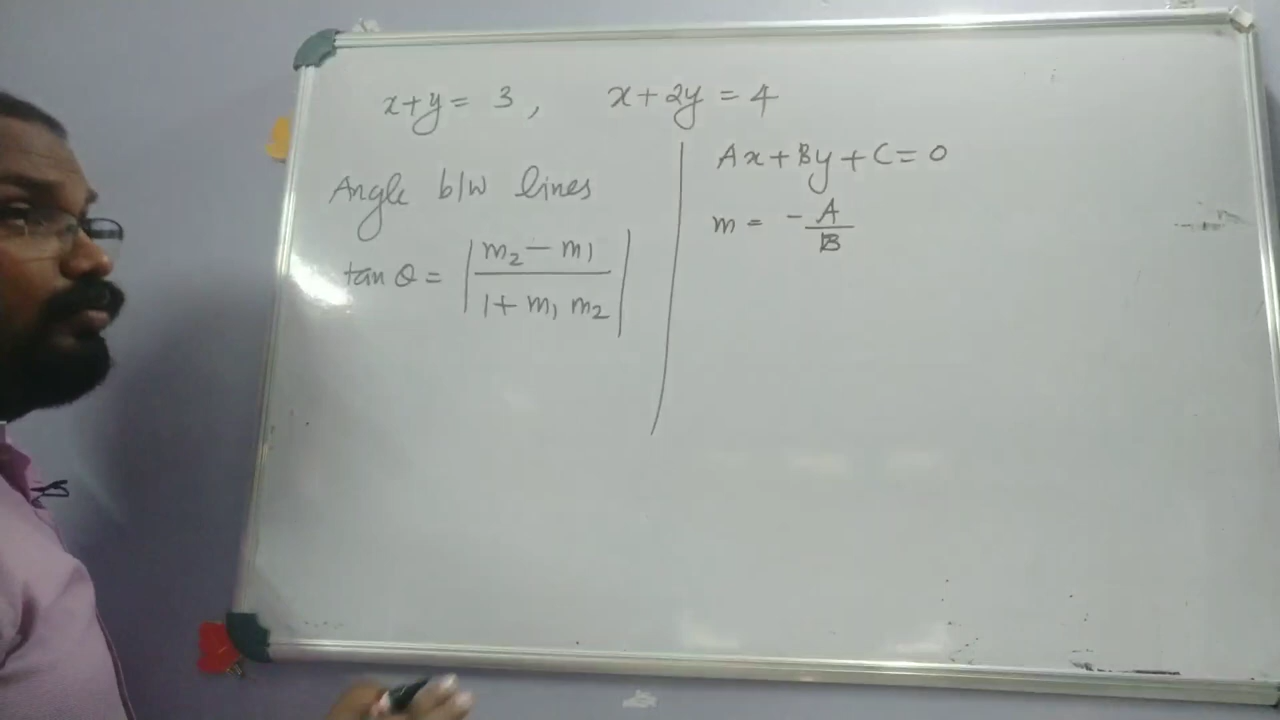 x+y = 3 , x+2y = 4
Angle b/w lines
tan θ = | m₂ − m₁ / 1 + m₁ m₂ |
Ax+By+C=0
m = - A / B